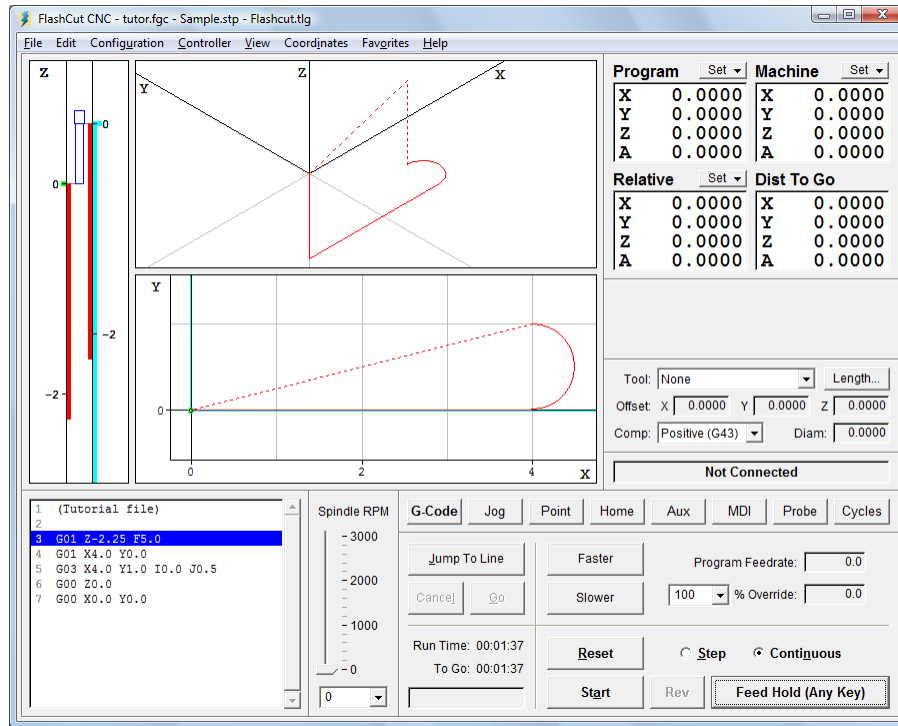 FlashCut CNC - tutor.fgc - Sample.stp - Flashcut.tlg
File Edit Configuration Controller View Coordinates Favorites Help
Z
0
0
-2
-2
Y
Z
X
Y
0
0
2
4
X
Program Set
X 0.0000
Y 0.0000
Z 0.0000
A 0.0000
Machine Set
X 0.0000
Y 0.0000
Z 0.0000
A 0.0000
Relative Set
X 0.0000
Y 0.0000
Z 0.0000
A 0.0000
Dist To Go
X 0.0000
Y 0.0000
Z 0.0000
A 0.0000
Tool: None Length...
Offset: X 0.0000 Y 0.0000 Z 0.0000
Comp: Positive (G43) Diam: 0.0000
Not Connected
1 (Tutorial file)
2
3 G01 Z-2.25 F5.0
4 G01 X4.0 Y0.0
5 G03 X4.0 Y1.0 I0.0 J0.5
6 G00 Z0.0
7 G00 X0.0 Y0.0
Spindle RPM
3000
2000
1000
0
0
G-Code Jog Point Home Aux MDI Probe Cycles
Jump To Line
Cancel Go
Faster
Slower
Program Feedrate: 0.0
100 % Override: 0.0
Run Time: 00:01:37
To Go: 00:01:37
Reset
Step Continuous
Start Rev Feed Hold (Any Key)